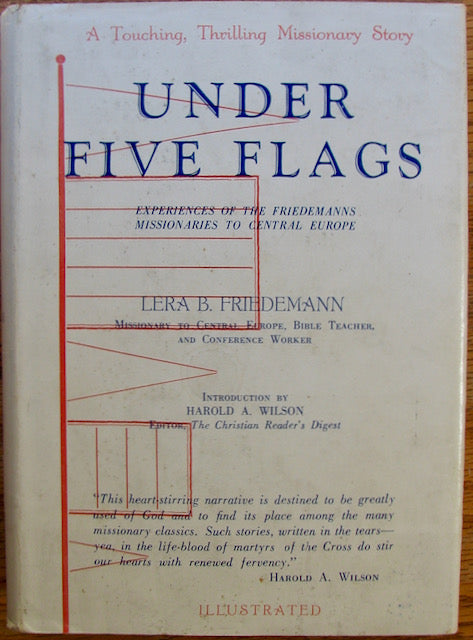 A Touching, Thrilling Missionary Story
UNDER
FIVE FLAGS
EXPERIENCES OF THE FRIEDEMANNS
MISSIONARIES TO CENTRAL EUROPE
LERA B. FRIEDEMANN
Missionary to Central Europe, Bible Teacher,
and Conference Worker
Introduction by
HAROLD A. WILSON
Editor, The Christian Reader's Digest
"This heart-stirring narrative is destined to be greatly
used of God and to find its place among the many
missionary classics. Such stories, written in the tears—
yea, in the life-blood of martyrs of the Cross do stir
our hearts with renewed fervency."
Harold A. Wilson
ILLUSTRATED